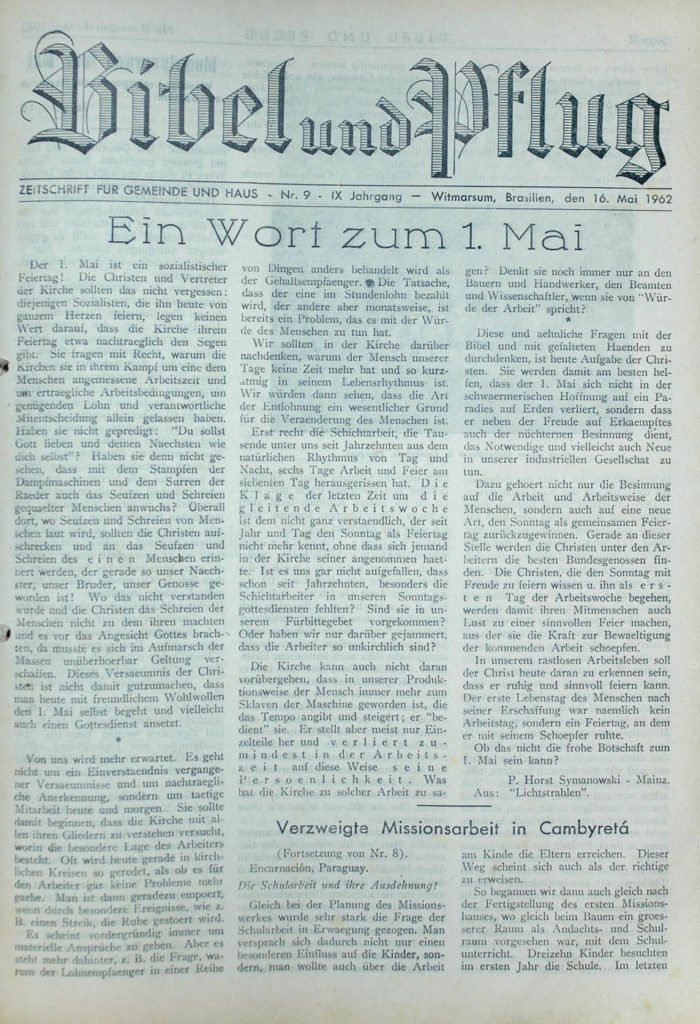 Bibel und Pflug
ZEITSCHRIFT FÜR GEMEINDE UND HAUS - Nr. 9 - IX Jahrgang — Witmarsum, Brasilien, den 16. Mai 1962
Ein Wort zum 1. Mai
Der 1. Mai ist ein sozialistischer
Feiertag! Die Christen und Vertreter
der Kirche sollten das nicht vergessen:
diejenigen Sozialisten, die ihn heute von
ganzem Herzen feiern, legen keinen
Wert darauf, dass die Kirche ihrem
Feiertag etwa nachtraeglich den Segen
gibt. Sie fragen mit Recht, warum die
Kirchen sie in ihrem Kampf um eine dem
Menschen angemessene Arbeitszeit und
um ertraegliche Arbeitsbedingungen, um
genügenden Lohn und verantwortliche
Mitentscheidung allein gelassen haben.
Haben sie nicht gepredigt: "Du sollst
Gott lieben und deinen Naechsten wie
dich selbst"? Haben sie denn nicht ge-
sehen, dass mit dem Stampfen der
Dampfmaschinen und dem Surren der
Raeder auch das Seufzen und Schreien
gequaelter Menschen anwuchs? Überall
dort, wo Seufzen und Schreien von Men-
schen laut wird, sollten die Christen auf-
schrecken und an das Seufzen und
Schreien des e i n e n Menschen erin-
nert werden, der gerade so unser Naech-
ster, unser Bruder, unser Genosse ge-
worden ist! Wo das nicht verstanden
wurde und die Christen das Schreien der
Menschen nicht zu dem ihren machten
und es vor das Angesicht Gottes brach-
ten, da musste es sich im Aufmarsch der
Massen unüberhoerbar Geltung ver-
schaffen. Dieses Versaeumnis der Chri-
sten ist nicht damit gutzumachen, dass
man heute mit freundlichem Wohlwollen
den 1. Mai selbst begeht und vielleicht
auch einen Gottesdienst ansetzt.
*
Von uns wird mehr erwartet. Es geht
nicht um ein Einverstaendnis vergange-
ner Versaeumnisse und um nachtraegli-
che Anerkennung, sondern um taetige
Mitarbeit heute und morgen. Sie sollte
damit beginnen, dass die Kirche mit al-
len ihren Gliedern zu verstehen versucht,
worin die besondere Lage des Arbeiters
besteht. Oft wird heute gerade in kirch-
lichen Kreisen so geredet, als ob es für
den Arbeiter gar keine Probleme mehr
gaebe. Man ist dann geradezu empoert,
wenn durch besondere Ereignisse, wie z.
B. einen Streik, die Ruhe gestoert wird.
Es scheint vordergründig immer um
materielle Ansprüche zu gehen. Aber es
steht mehr dahinter, z. B. die Frage, wa-
rum der Lohnempfaenger in einer Reihe
von Dingen anders behandelt wird als
der Gehaltsempfaenger. Die Tatsache,
dass der eine im Stundenlohn bezahlt
wird, der andere aber monatsweise, ist
bereits ein Problem, das es mit der Wür-
de des Menschen zu tun hat.
Wir sollten in der Kirche darüber
nachdenken, warum der Mensch unserer
Tage keine Zeit mehr hat und so kurz-
atmig in seinem Lebensrhythmus ist.
Wir würden dann sehen, dass die Art
der Entlohnung ein wesentlicher Grund
für die Veraenderung des Menschen ist.
Erst recht die Schichtarbeit, die Tau-
sende unter uns seit Jahrzehnten aus dem
natürlichen Rhythmus von Tag und
Nacht, sechs Tage Arbeit und Feier am
siebenten Tag herausgerissen hat. D i e
K l a g e der letzten Zeit um d i e
g l e i t e n d e A r b e i t s w o c h e
ist dem nicht ganz verstaendlich, der seit
Jahr und Tag den Sonntag als Feiertag
nicht mehr kennt, ohne dass sich jemand
in der Kirche seiner angenommen haet-
te. Ist es uns gar nicht aufgefallen, dass
schon seit Jahrzehnten, besonders die
Schichtarbeiter in unseren Sonntags-
gottesdiensten fehlten? Sind sie in un-
serem Fürbittegebet vorgekommen?
Oder haben wir nur darüber gejammert,
dass die Arbeiter so unkirchlich sind?
Die Kirche kann auch nicht daran
vorübergehen, dass in unserer Produk-
tionsweise der Mensch immer mehr zum
Sklaven der Maschine geworden ist, die
das Tempo angibt und steigert; er "be-
dient" sie. Er stellt aber meist nur Ein-
zelteile her und v e r l i e r t z u -
m i n d e s t i n d e r A r b e i t s -
z e i t auf diese Weise s e i n e
P e r s o e n l i c h k e i t. Was
hat die Kirche zu solcher Arbeit zu sa-
gen? Denkt sie noch immer nur an den
Bauern und Handwerker, den Beamten
und Wissenschaftler, wenn sie von "Wür-
de der Arbeit" spricht?
*
Diese und aehnliche Fragen mit der
Bibel und mit gefalteten Haenden zu
durchdenken, ist heute Aufgabe der Chri-
sten. Sie werden damit am besten hel-
fen, dass der 1. Mai sich nicht in der
schwaermerischen Hoffnung auf ein Pa-
radies auf Erden verliert, sondern dass
er neben der Freude auf Erkaempftes
auch der nüchternen Besinnung dient,
das Notwendige und vielleicht auch Neue
in unserer industriellen Gesellschat zu
tun.
Dazu gehoert nicht nur die Besinnung
auf die Arbeit und Arbeitsweise der
Menschen, sondern auch auf eine neue
Art, den Sonntag als gemeinsamen Feier-
tag zurückzugewinnen. Gerade an dieser
Stelle werden die Christen unter den Ar-
beitern die besten Bundesgenossen fin-
den. Die Christen, die den Sonntag mit
Freude zu feiern wissen u. ihn als e r s -
t e n Tag der Arbeitswoche begehen,
werden damit ihren Mitmenschen auch
Lust zu einer sinnvollen Feier machen,
aus der sie die Kraft zur Bewaeltigung
der kommenden Arbeit schoepfen.
In unserem rastlosen Arbeitsleben soll
der Christ heute daran zu erkennen sein,
dass er ruhig und sinnvoll feiern kann.
Der erste Lebenstag des Menschen nach
seiner Erschaffung war naemlich kein
Arbeitstag, sondern ein Feiertag, an dem
er mit seinem Schoepfer ruhte.
Ob das nicht die frohe Botschaft zum
1. Mai sein kann?
P. Horst Symanowski - Mainz.
Aus: "Lichtstrahlen".
Verzweigte Missionsarbeit in Cambyretá
(Fortsetzung von Nr. 8).
Encarnación, Paraguay.
Die Schularbeit und ihre Ausdehnung!
Gleich bei der Planung des Missions-
werkes wurde sehr stark die Frage der
Schularbeit in Erwaegung gezogen. Man
versprach sich dadurch nicht nur einen
besonderen Einfluss auf die Kinder, son-
dern, man wollte auch über die Arbeit
am Kinde die Eltern erreichen. Dieser
Weg scheint sich auch als der richtige
zu erweisen.
So begannen wir dann auch gleich nach
der Fertigstellung des ersten Missions-
hauses, wo gleich beim Bauen ein groes-
serer Raum als Andachts- und Schul-
raum vorgesehen war, mit dem Schul-
unterricht. Dreizehn Kinder besuchten
im ersten Jahr die Schule. Im letzten